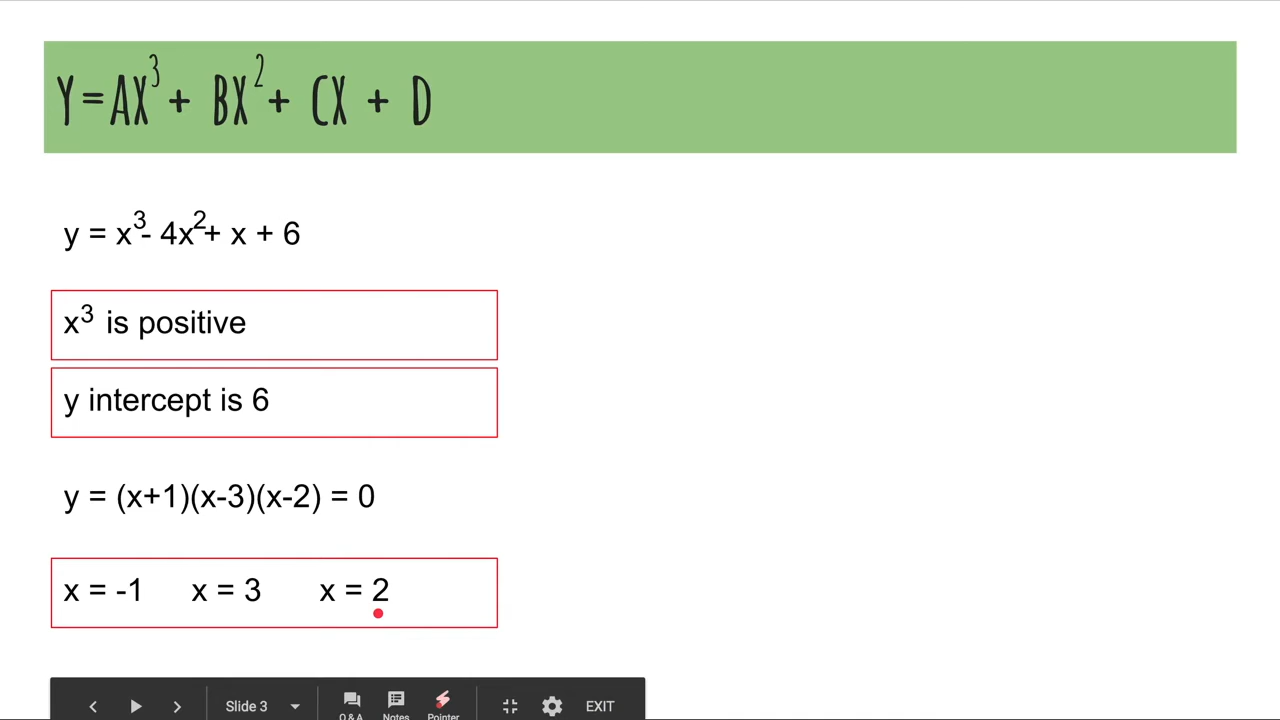 Y=AX³+ BX²+ CX + D
y = x³- 4x²+ x + 6
x³ is positive
y intercept is 6
y = (x+1)(x-3)(x-2) = 0
x = -1 x = 3 x = 2
Slide 3 Q&A Notes Pointer EXIT